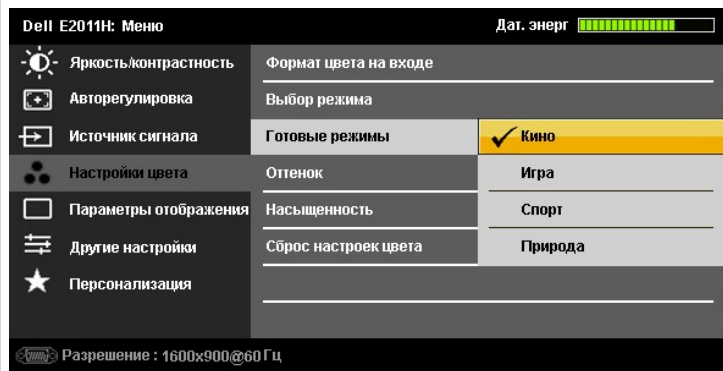 Dell E2011H: Меню
Дат. энерг
Яркость/контрастность
Формат цвета на входе
Авторегулировка
Выбор режима
Источник сигнала
Готовые режимы
Кино
Настройки цвета
Оттенок
Игра
Параметры отображения
Насыщенность
Спорт
Другие настройки
Сброс настроек цвета
Природа
Персонализация
Разрешение : 1600x900@60 Гц